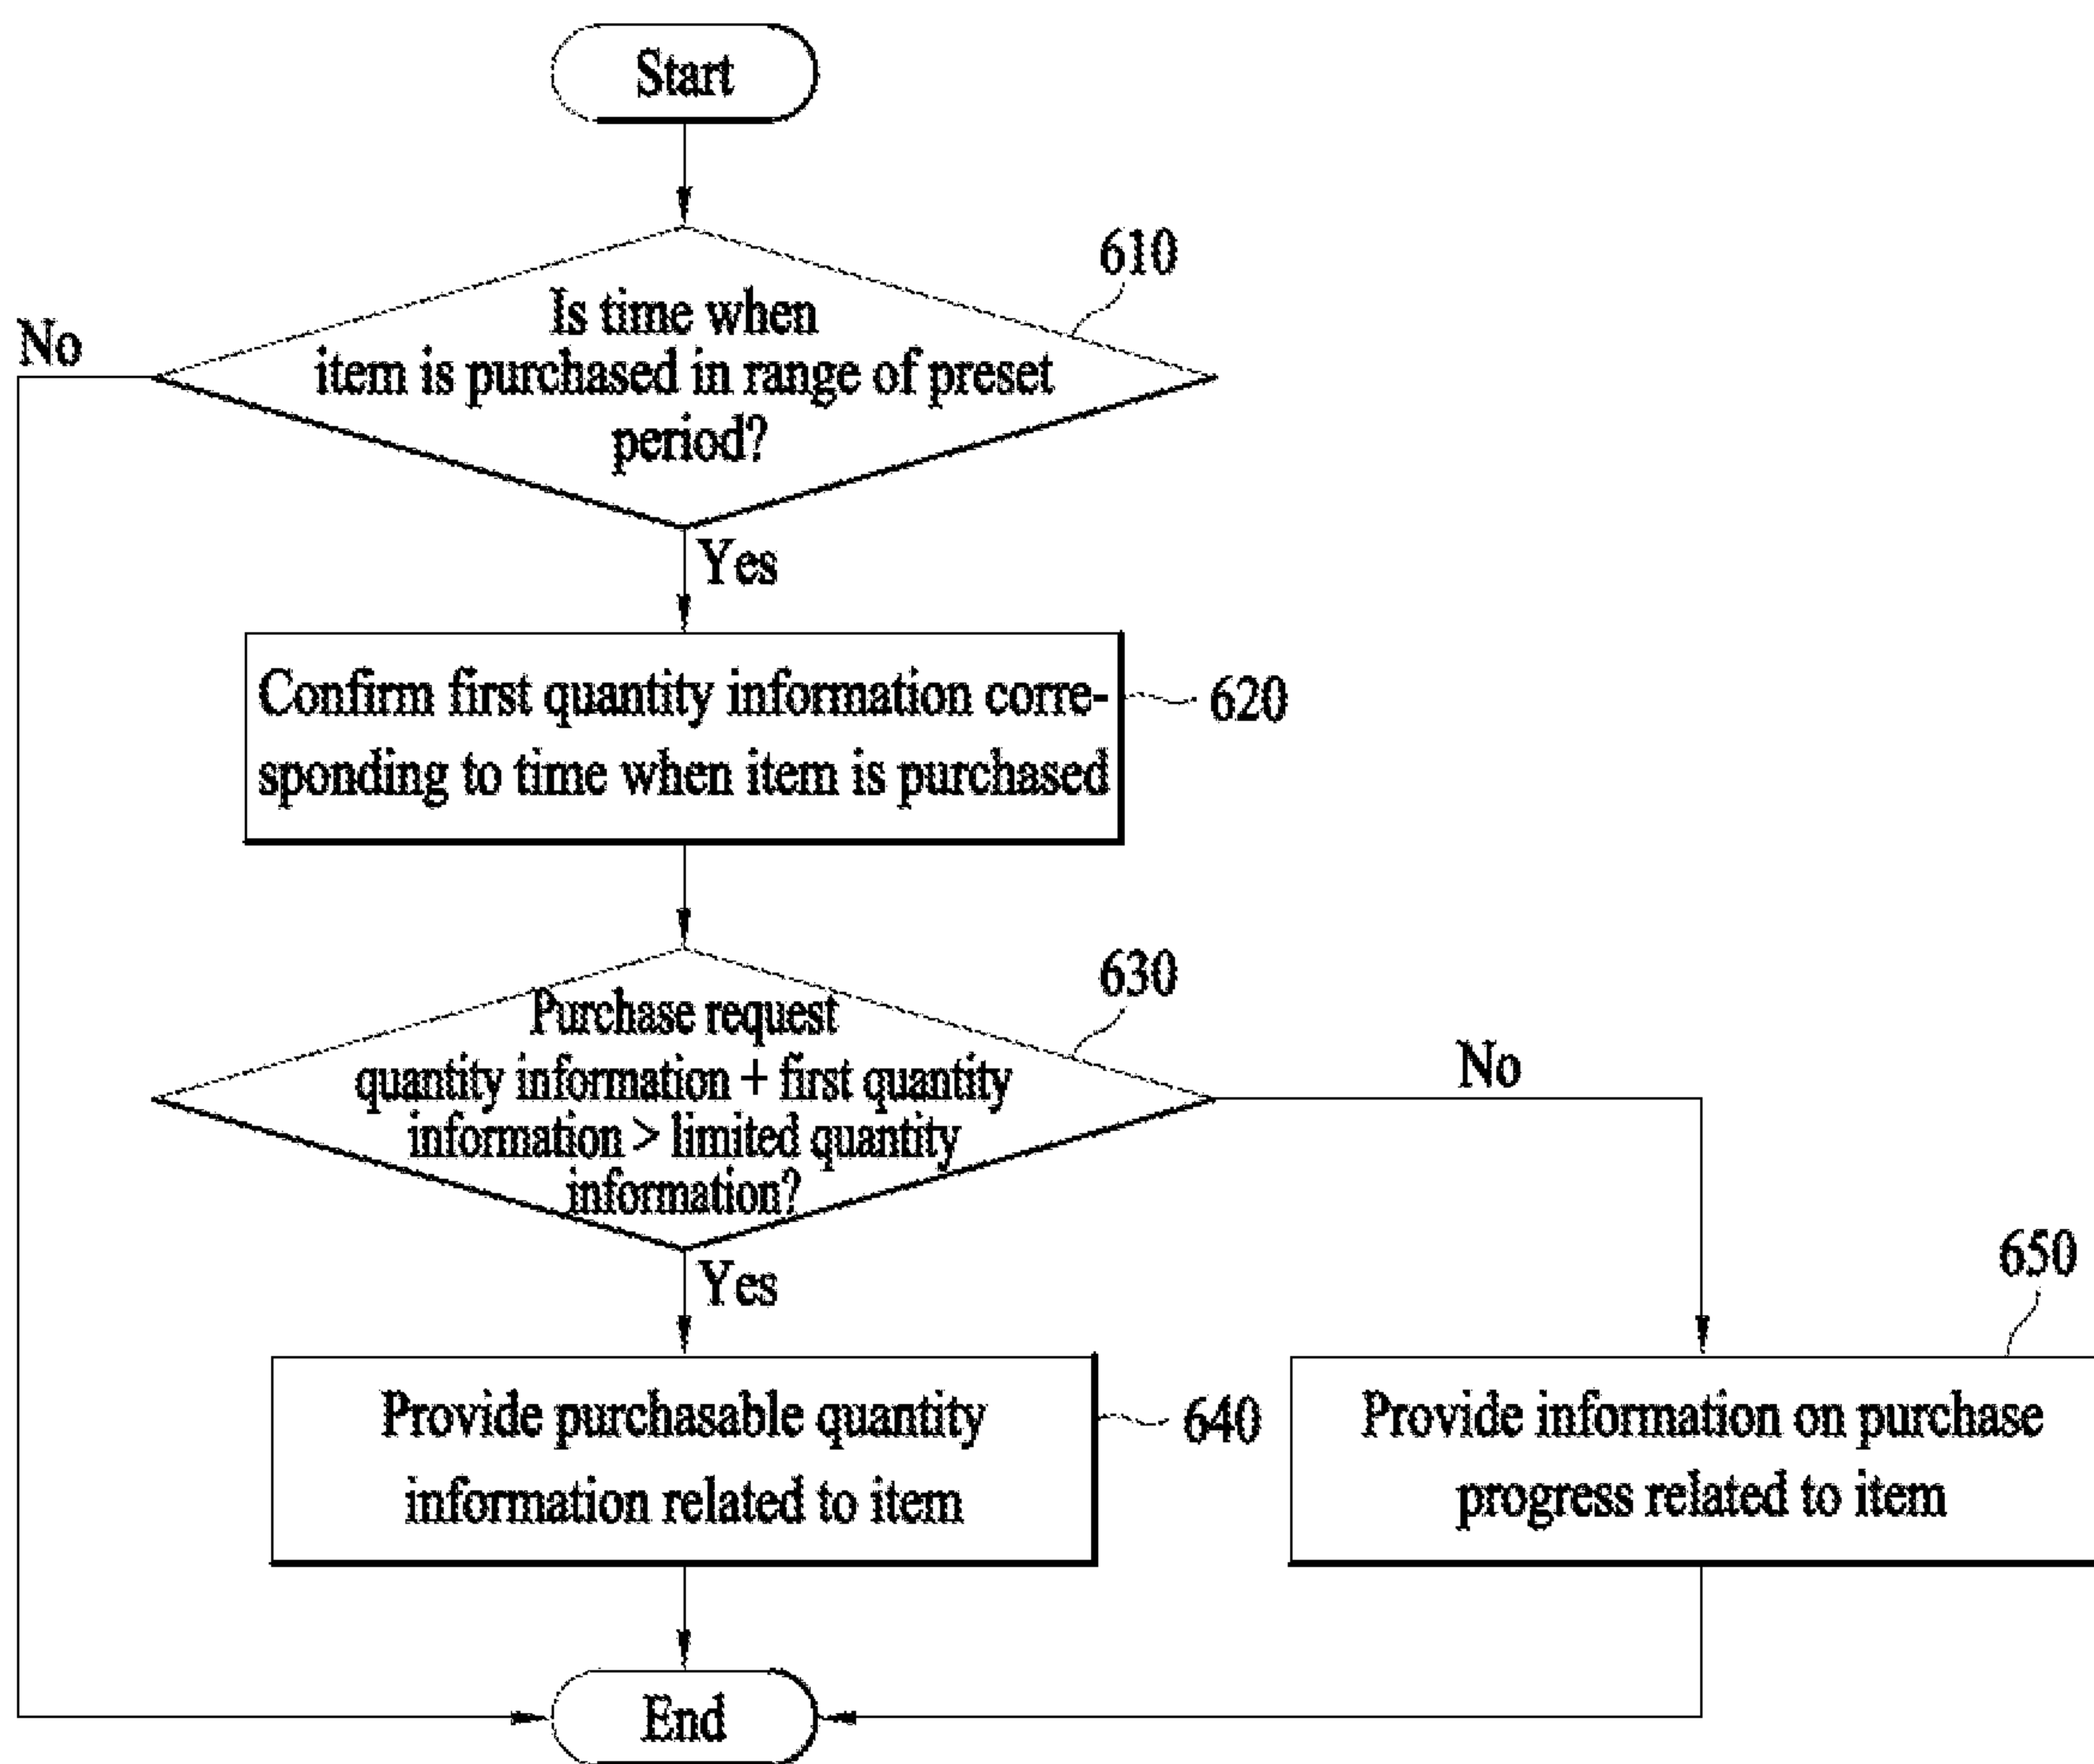 Start
610
No
Is time when
item is purchased in range of preset
period?
Yes
Confirm first quantity information corre-
sponding to time when item is purchased
620
630
Purchase request
quantity information + first quantity
information > limited quantity
information?
No
Yes
650
Provide purchasable quantity
information related to item
640
Provide information on purchase
progress related to item
End